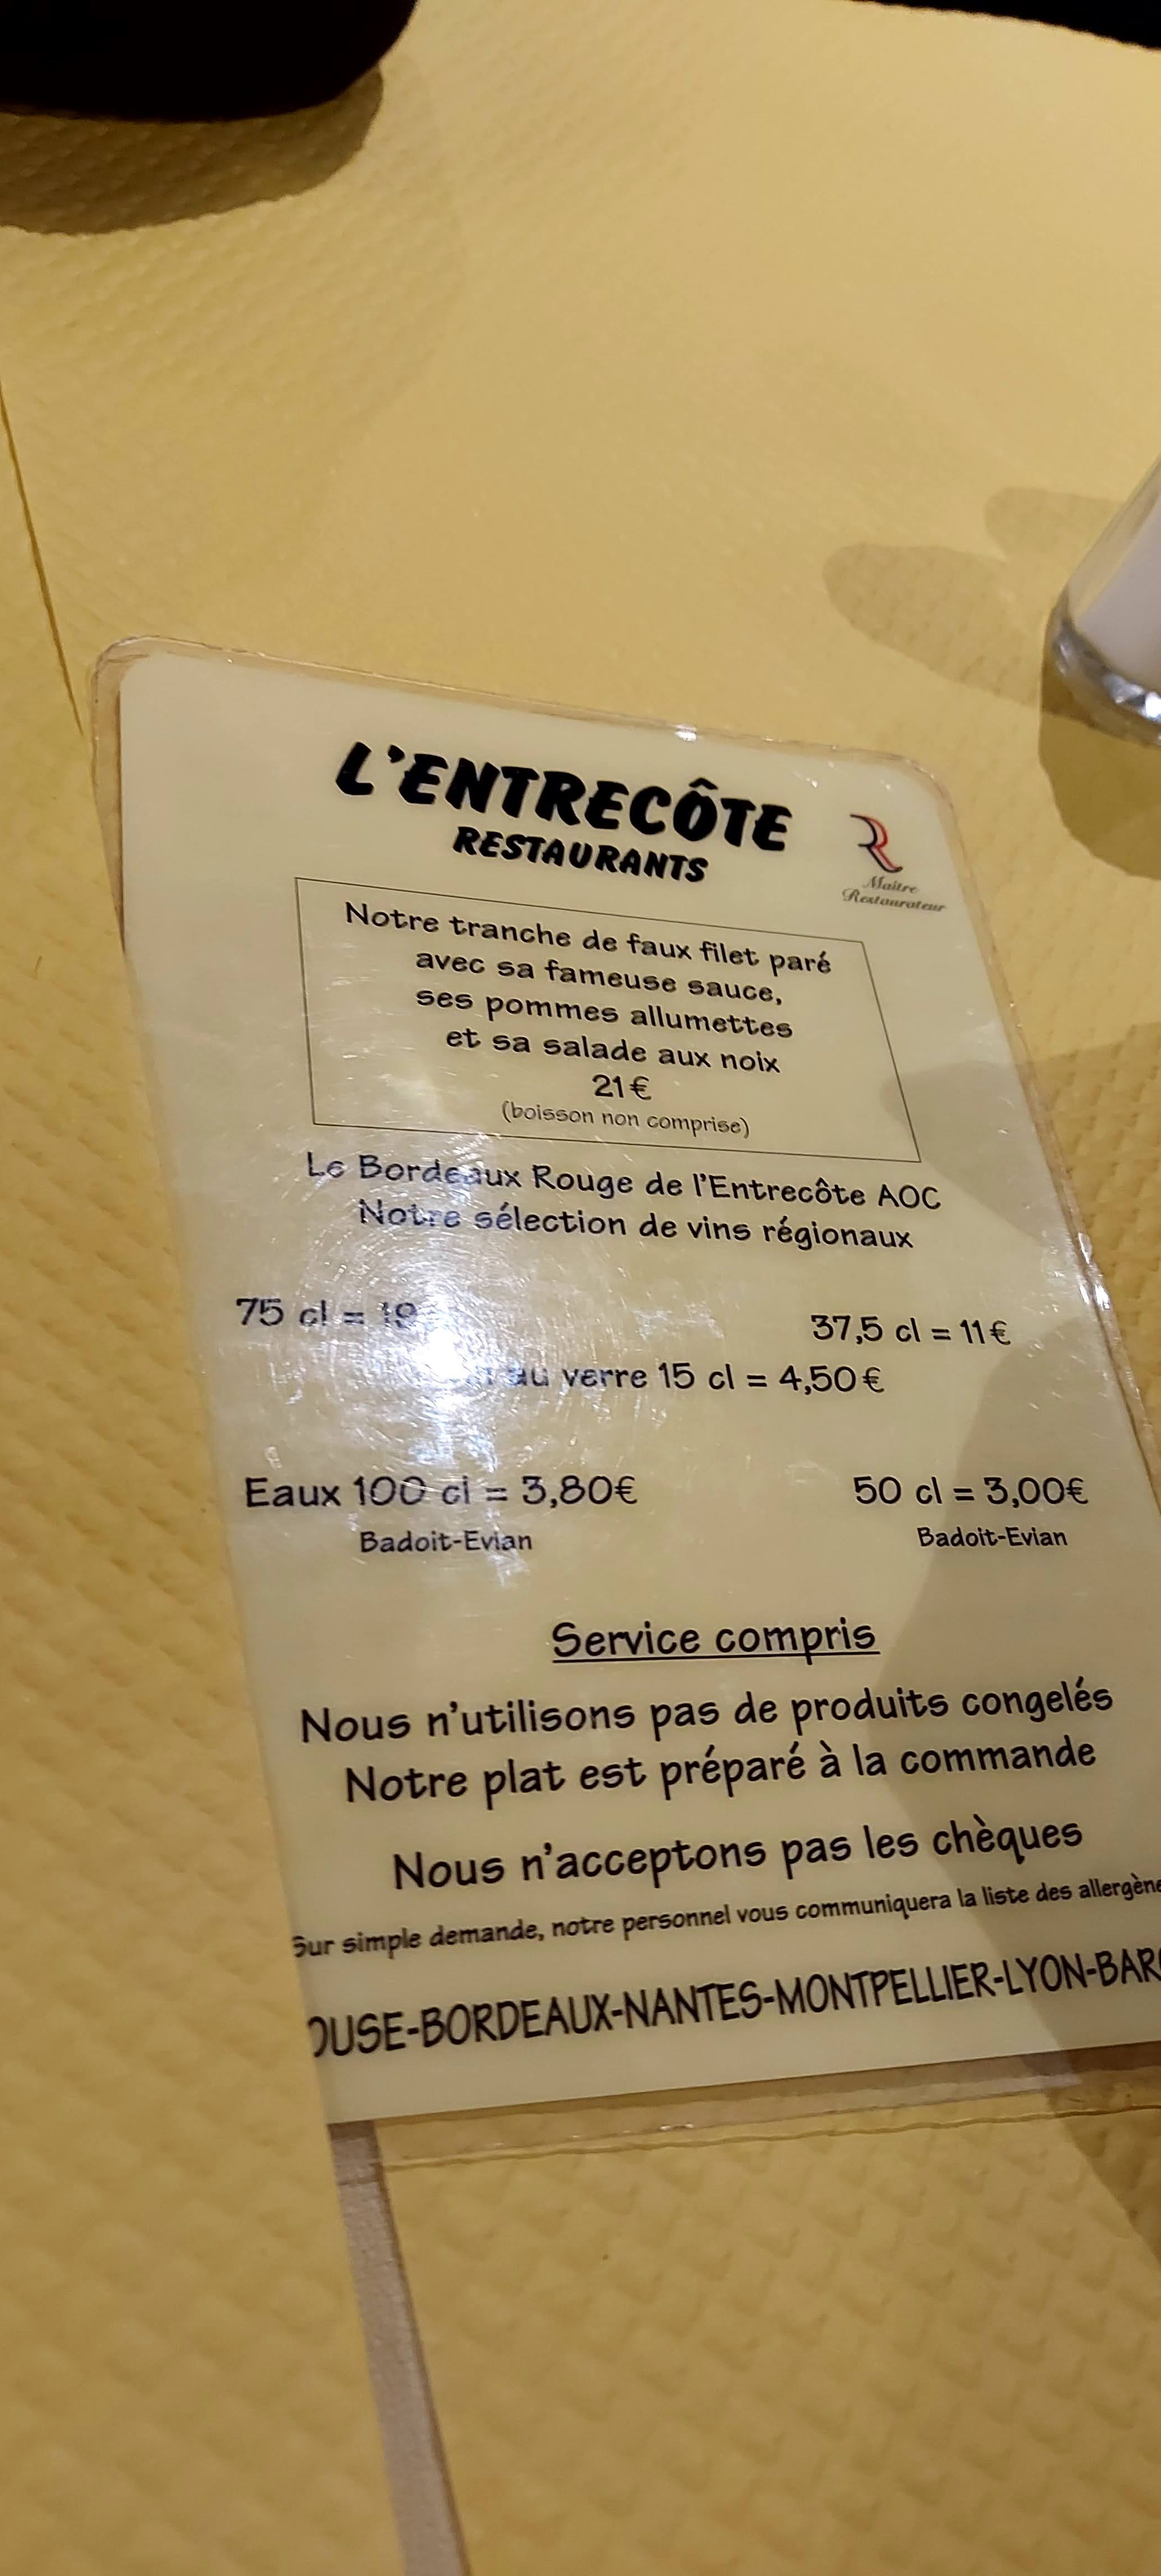 L'ENTRECÔTE
RESTAURANTS
Maître
Restaurateur
Notre tranche de faux filet paré
avec sa fameuse sauce,
ses pommes allumettes
et sa salade aux noix
21€
(boisson non comprise)
Le Bordeaux Rouge de l'Entrecôte AOC
Notre sélection de vins régionaux
75 cl = 19
37,5 cl = 11€
au verre 15 cl = 4,50€
Eaux 100 cl = 3,80€
Badoit-Evian
50 cl = 3,00€
Badoit-Evian
Service compris
Nous n'utilisons pas de produits congelés
Notre plat est préparé à la commande
Nous n'acceptons pas les chèques
Sur simple demande, notre personnel vous communiquera la liste des allergène
OUSE-BORDEAUX-NANTES-MONTPELLIER-LYON-BAR